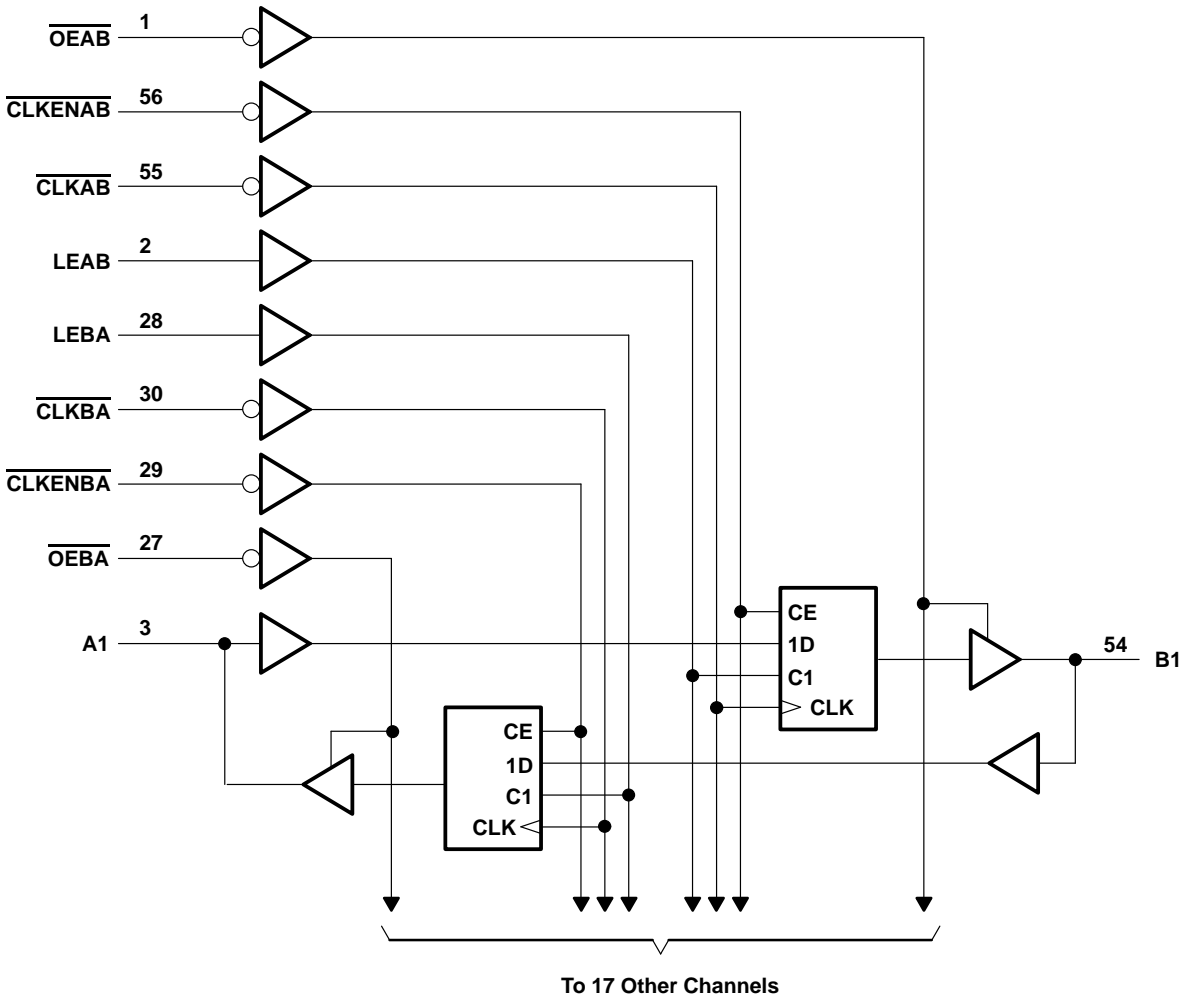 OEAB 1
CLKENAB 56
CLKAB 55
LEAB 2
LEBA 28
CLKBA 30
CLKENBA 29
OEBA 27
A1 3
CE
1D
C1
CLK
54 B1
CE
1D
C1
CLK
To 17 Other Channels